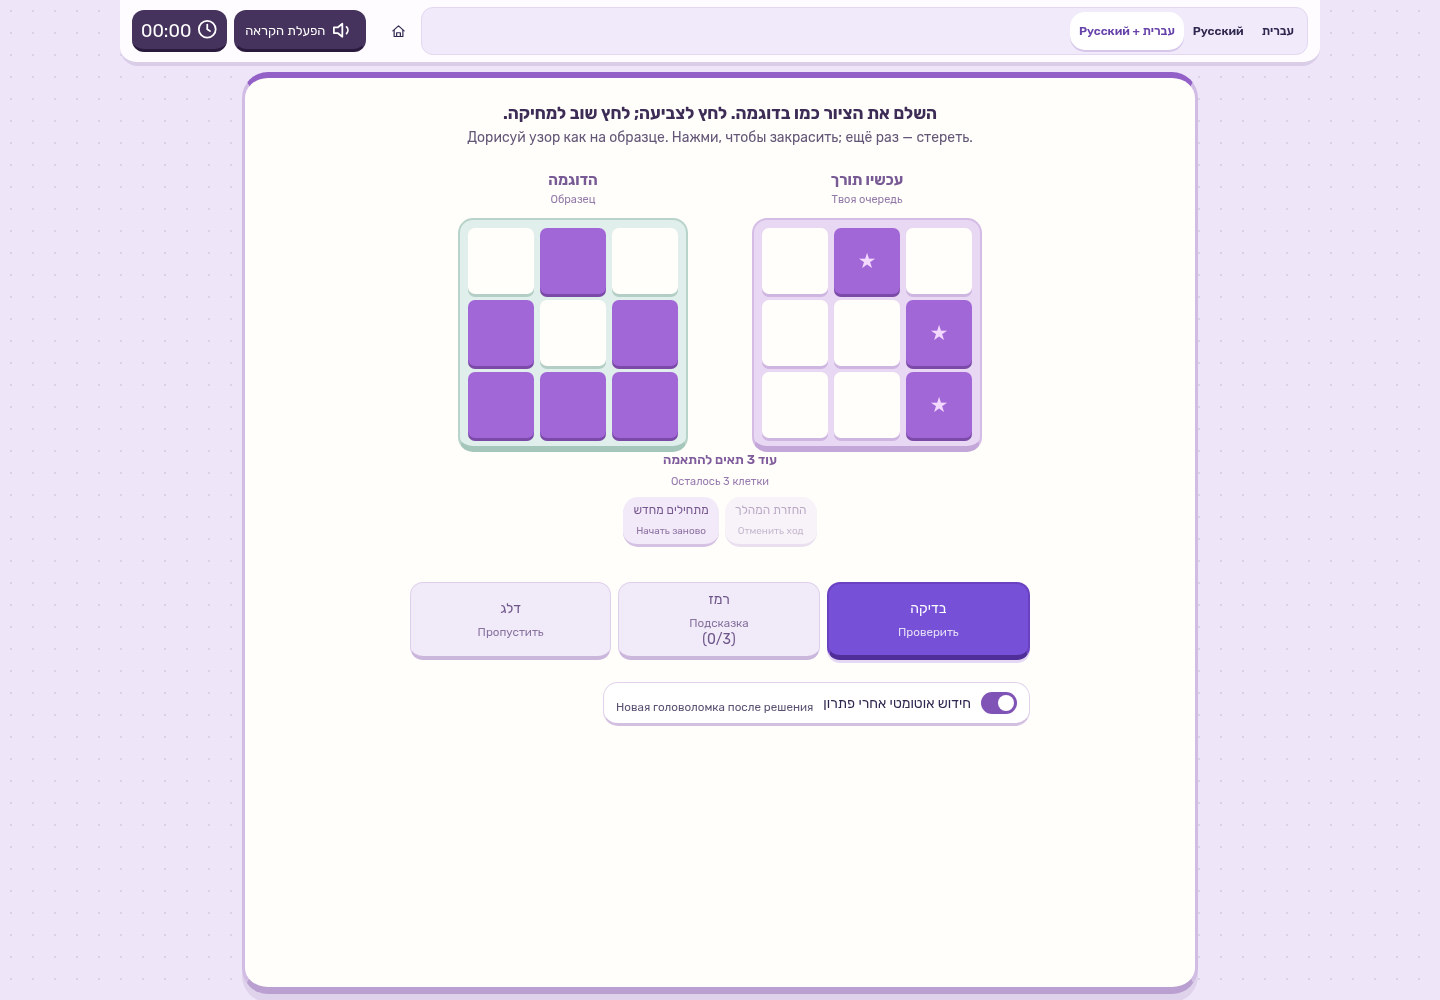 עברית
Русский
עברית + Русский
הפעלת הקראה
00:00
השלם את הציור כמו בדוגמה. לחץ לצביעה; לחץ שוב למחיקה.
Дорисуй узор как на образце. Нажми, чтобы закрасить; ещё раз — стереть.
עכשיו תורך
Твоя очередь
הדוגמה
Образец
עוד 3 תאים להתאמה
Осталось 3 клетки
החזרת המהלך
Отменить ход
מתחילים מחדש
Начать заново
בדיקה
Проверить
רמז
Подсказка
(0/3)
דלג
Пропустить
חידוש אוטומטי אחרי פתרון
Новая головоломка после решения